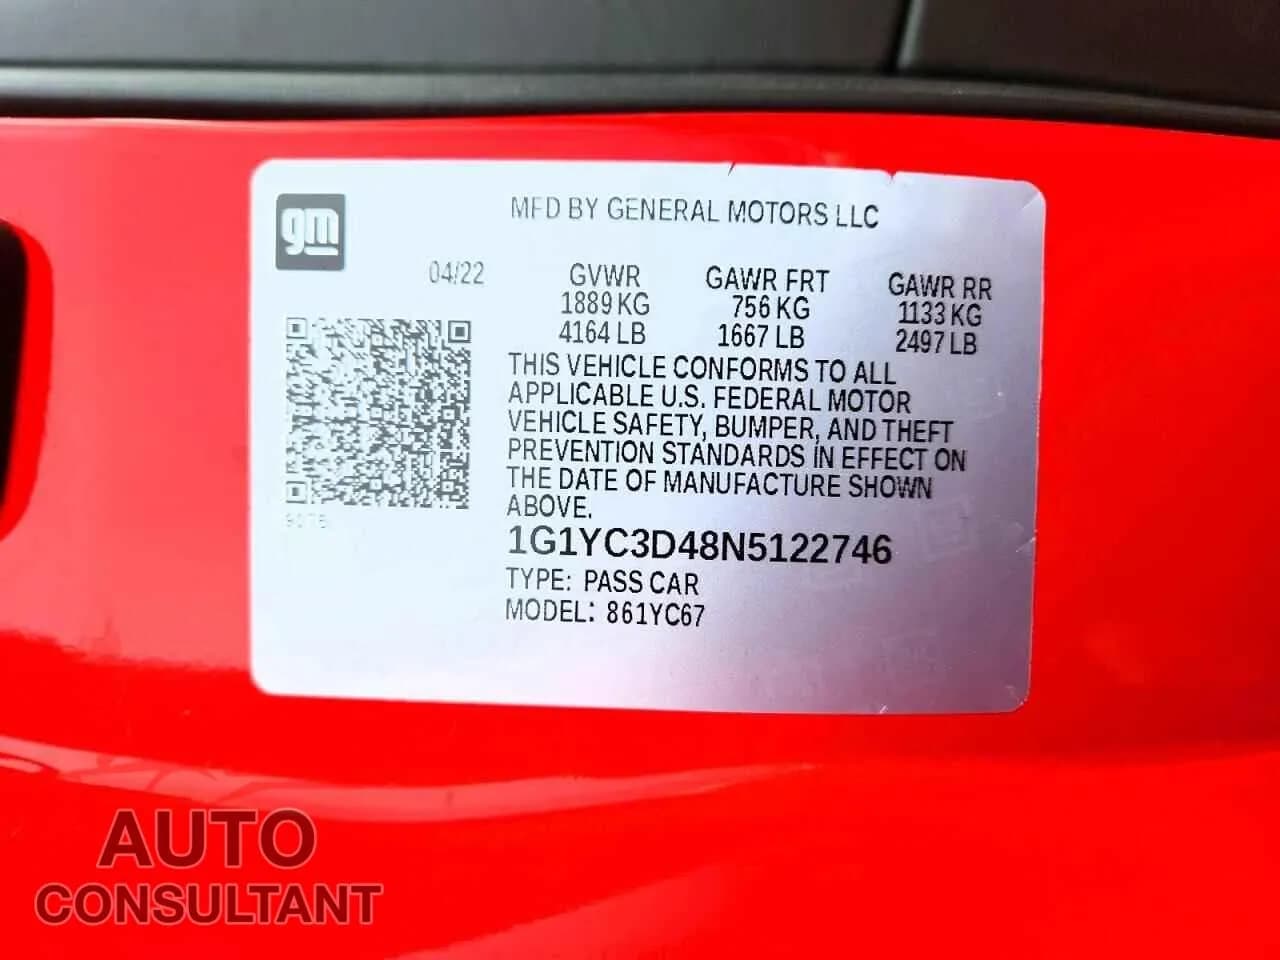 gm
MFD BY GENERAL MOTORS LLC
04/22
GVWR GAWR FRT GAWR RR
1889 KG 756 KG 1133 KG
4164 LB 1667 LB 2497 LB
THIS VEHICLE CONFORMS TO ALL
APPLICABLE U.S. FEDERAL MOTOR
VEHICLE SAFETY, BUMPER, AND THEFT
PREVENTION STANDARDS IN EFFECT ON
THE DATE OF MANUFACTURE SHOWN
ABOVE.
1G1YC3D48N5122746
TYPE: PASS CAR
MODEL: 861YC67
AUTO
CONSULTANT